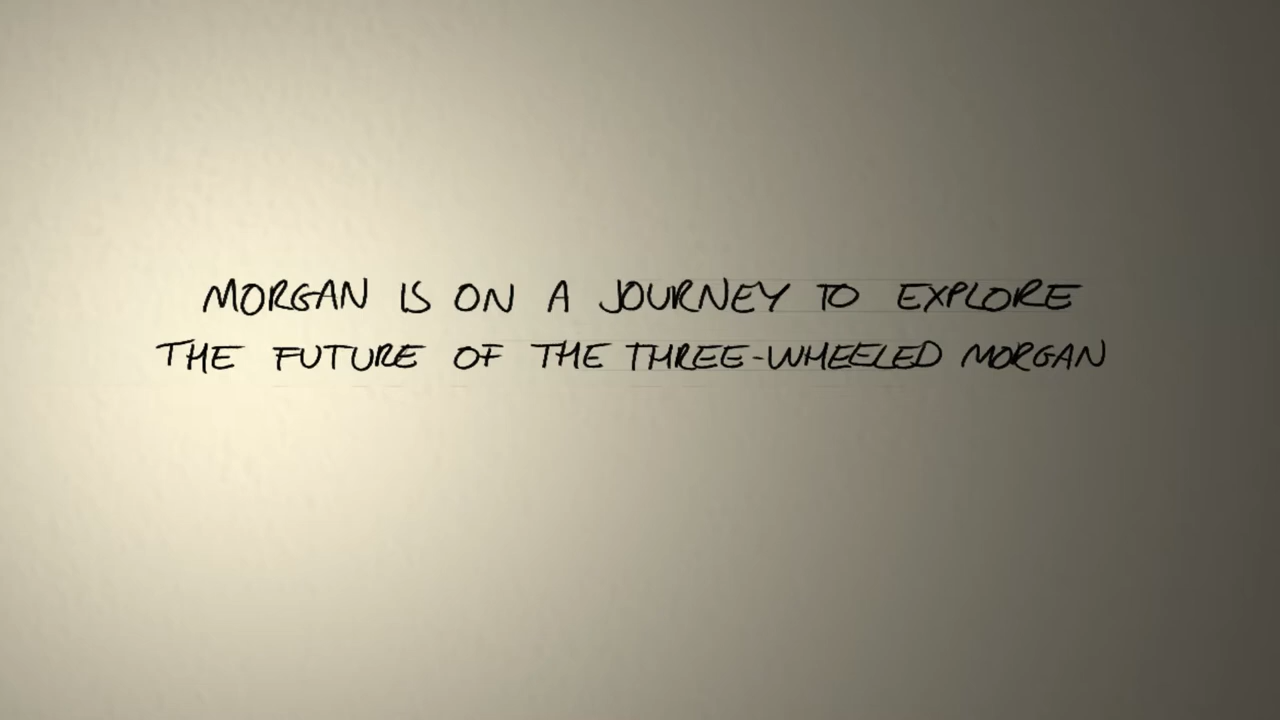 MORGAN IS ON A JOURNEY TO EXPLORE
THE FUTURE OF THE THREE-WHEELED MORGAN